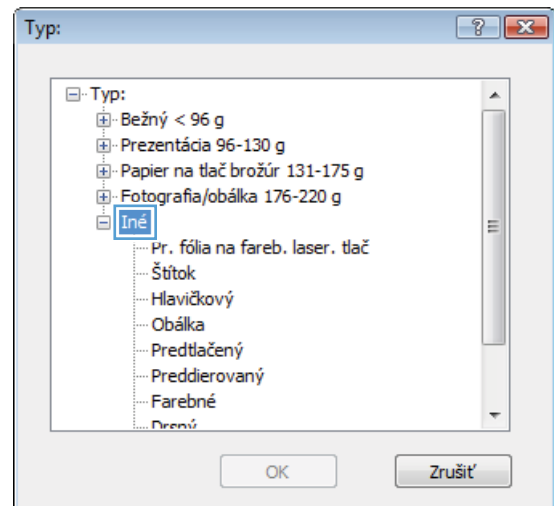 Typ:
Typ:
Bežný < 96 g
Prezentácia 96-130 g
Papier na tlač brožúr 131-175 g
Fotografia/obálka 176-220 g
Iné
Pr. fólia na fareb. laser. tlač
Štítok
Hlavičkový
Obálka
Predtlačený
Preddierovaný
Farebné
Drsný
OK
Zrušiť